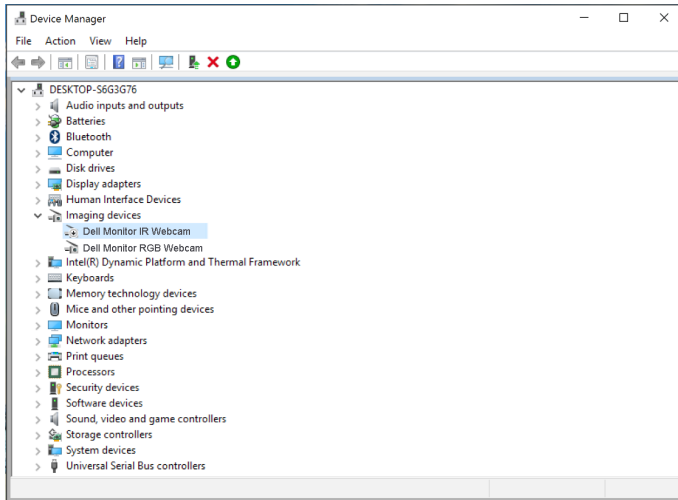 Device Manager
File Action View Help
DESKTOP-S6G3G76
Audio inputs and outputs
Batteries
Bluetooth
Computer
Disk drives
Display adapters
Human Interface Devices
Imaging devices
Dell Monitor IR Webcam
Dell Monitor RGB Webcam
Intel(R) Dynamic Platform and Thermal Framework
Keyboards
Memory technology devices
Mice and other pointing devices
Monitors
Network adapters
Print queues
Processors
Security devices
Software devices
Sound, video and game controllers
Storage controllers
System devices
Universal Serial Bus controllers